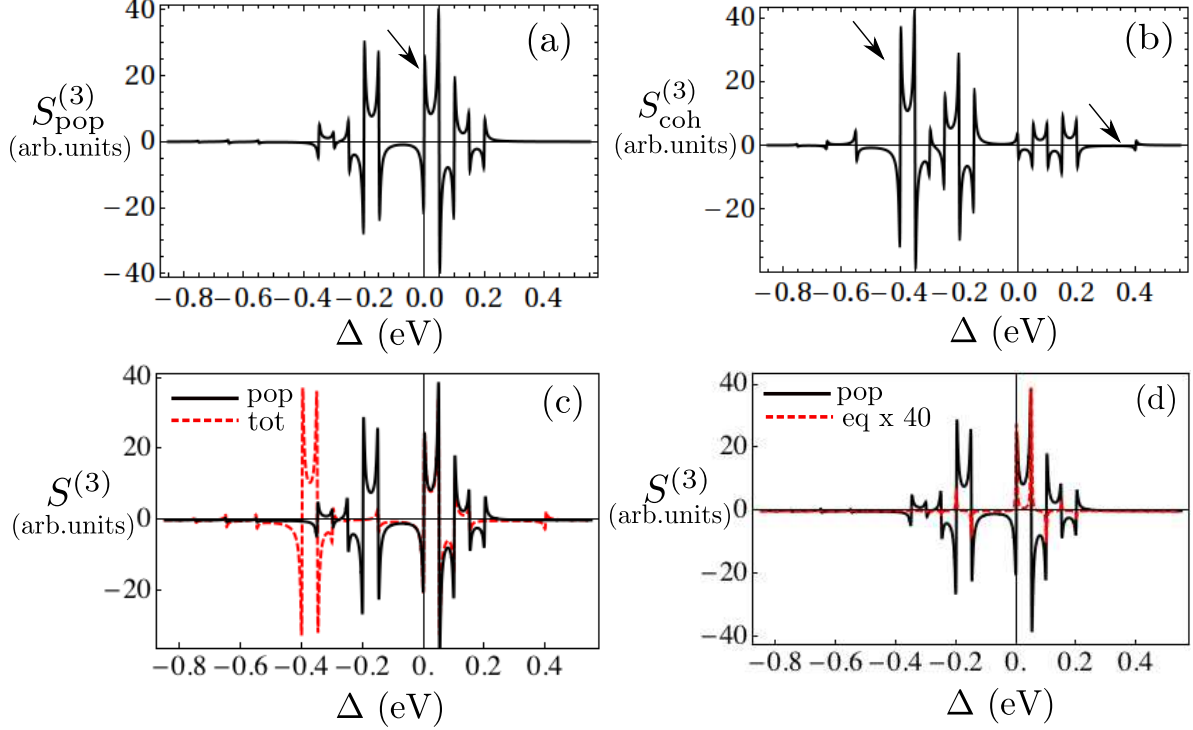 (a)
S(3)pop
(arb.units)
40
20
0
−20
−40
−0.8 −0.6 −0.4 −0.2 0.0 0.2 0.4
Δ (eV)
(b)
S(3)coh
(arb.units)
40
20
0
−20
−0.8 −0.6 −0.4 −0.2 0.0 0.2 0.4
Δ (eV)
(c)
pop
tot
S(3)
(arb.units)
40
20
0
−20
−0.8 −0.6 −0.4 −0.2 0. 0.2 0.4
Δ (eV)
(d)
pop
eq x 40
S(3)
(arb.units)
40
20
0
−20
−40
−0.8 −0.6 −0.4 −0.2 0. 0.2 0.4
Δ (eV)